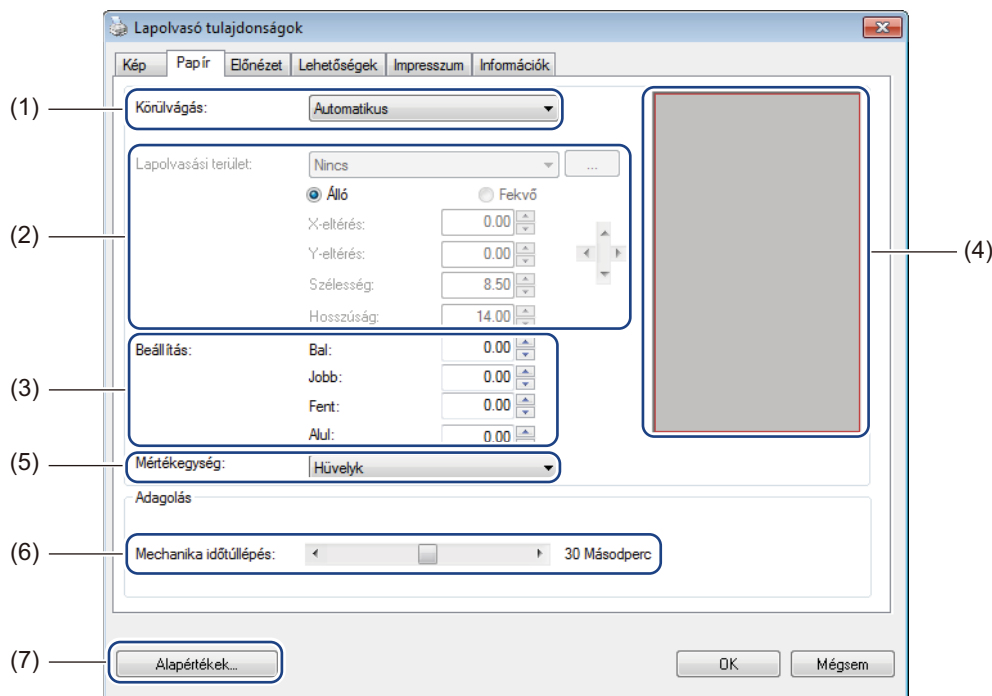 Lapolvasó tulajdonságok
Kép Papír Előnézet Lehetőségek Impresszum Információk
(1) Körülvágás: Automatikus
Lapolvasási terület: Nincs ...
Álló Fekvő
(2) X-eltérés: 0.00
Y-eltérés: 0.00
(4)
Szélesség: 8.50
Hosszúság: 14.00
Beállítás: Bal: 0.00
(3) Jobb: 0.00
Fent: 0.00
Alul: 0.00
(5) Mértékegység: Hüvelyk
Adagolás
(6) Mechanika időtúllépés: 30 Másodperc
(7) Alapértékek... OK Mégsem